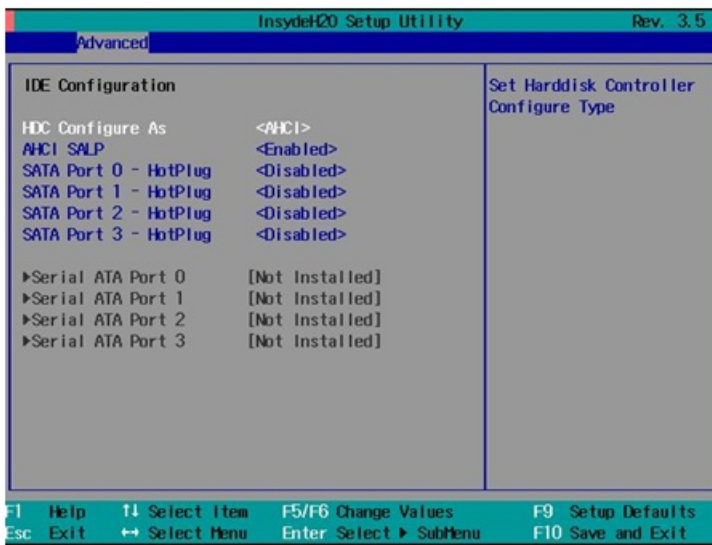 InsydeH2O Setup Utility Rev. 3.5
Advanced
IDE Configuration
HDC Configure As <AHCI>
AHCI SALP <Enabled>
SATA Port 0 - HotPlug <Disabled>
SATA Port 1 - HotPlug <Disabled>
SATA Port 2 - HotPlug <Disabled>
SATA Port 3 - HotPlug <Disabled>
▶Serial ATA Port 0 [Not Installed]
▶Serial ATA Port 1 [Not Installed]
▶Serial ATA Port 2 [Not Installed]
▶Serial ATA Port 3 [Not Installed]
Set Harddisk Controller
Configure Type
F1 Help ↑↓ Select Item F5/F6 Change Values F9 Setup Defaults
Esc Exit ↔ Select Menu Enter Select ▶ SubMenu F10 Save and Exit